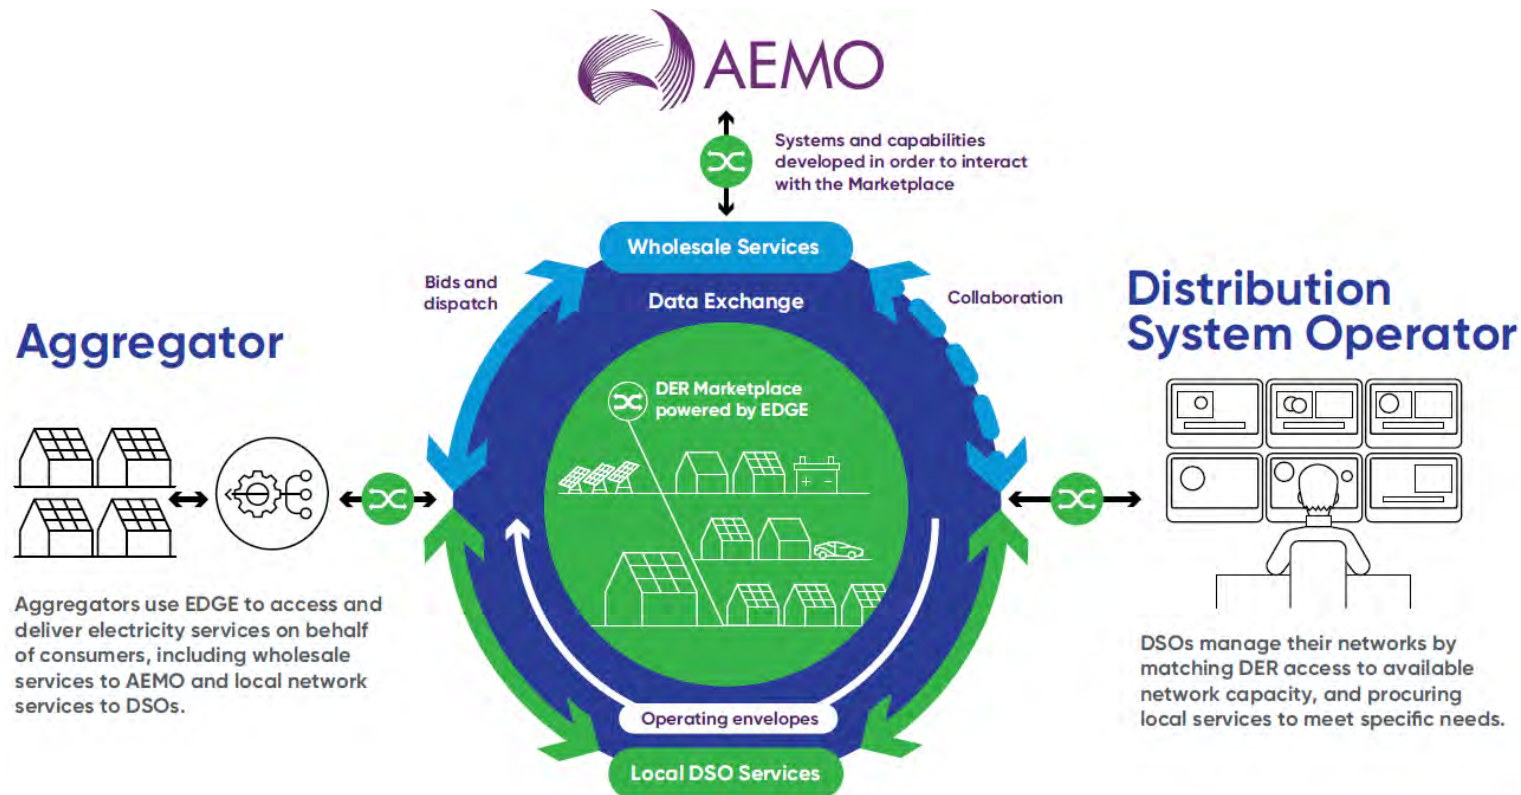 AEMO
Systems and capabilities
developed in order to interact
with the Marketplace
Wholesale Services
Bids and
dispatch
Data Exchange
Collaboration
Aggregator
Distribution
System Operator
DER Marketplace
powered by EDGE
Aggregators use EDGE to access and
deliver electricity services on behalf
of consumers, including wholesale
services to AEMO and local network
services to DSOs.
DSOs manage their networks by
matching DER access to available
network capacity, and procuring
local services to meet specific needs.
Operating envelopes
Local DSO Services